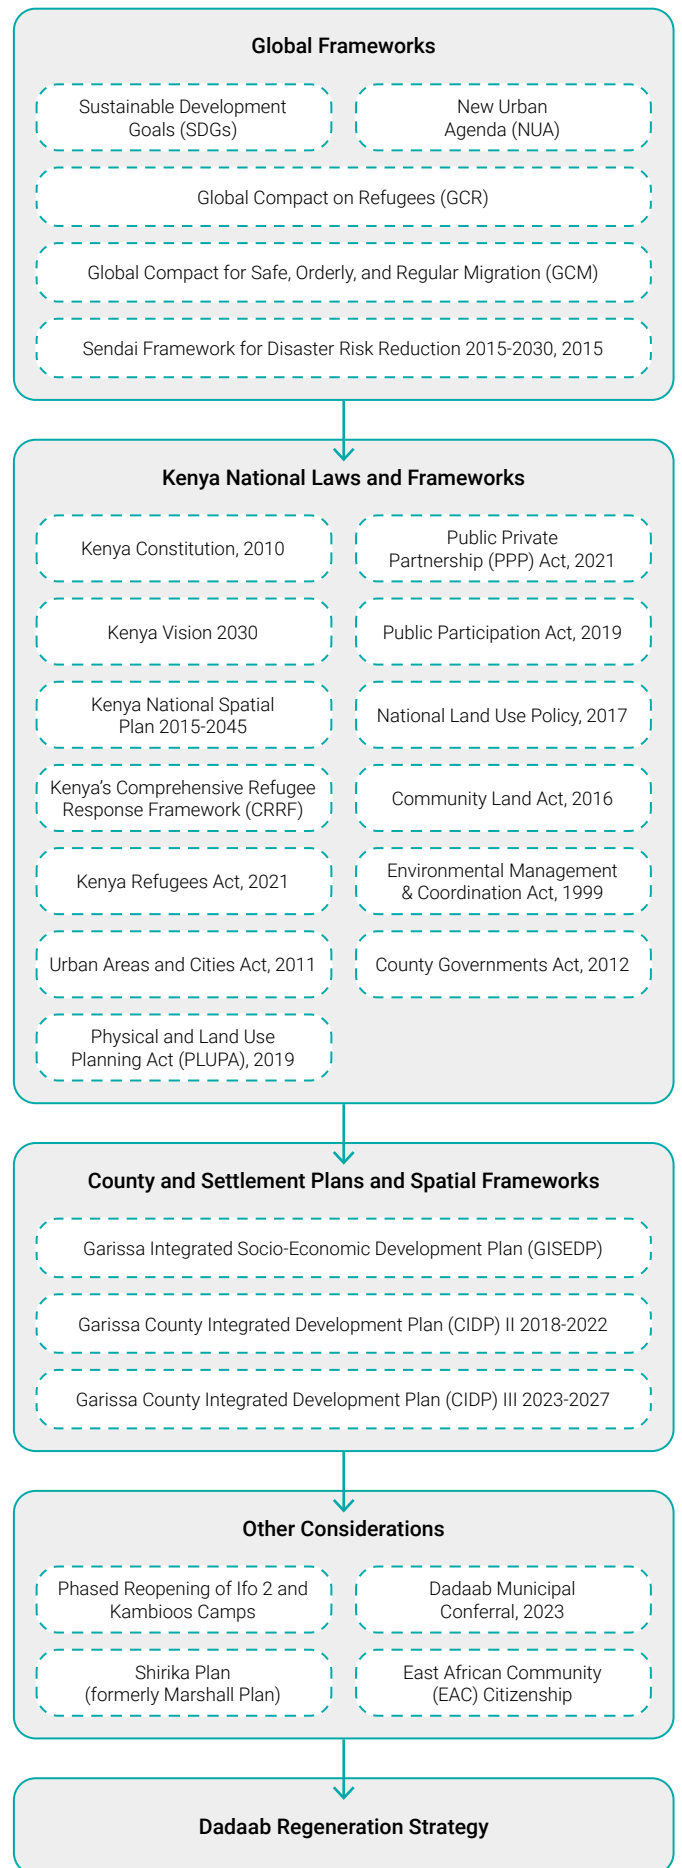 Global Frameworks
Sustainable Development
Goals (SDGs)
New Urban
Agenda (NUA)
Global Compact on Refugees (GCR)
Global Compact for Safe, Orderly, and Regular Migration (GCM)
Sendai Framework for Disaster Risk Reduction 2015-2030, 2015
Kenya National Laws and Frameworks
Kenya Constitution, 2010
Public Private
Partnership (PPP) Act, 2021
Kenya Vision 2030
Public Participation Act, 2019
Kenya National Spatial
Plan 2015-2045
National Land Use Policy, 2017
Kenya’s Comprehensive Refugee
Response Framework (CRRF)
Community Land Act, 2016
Kenya Refugees Act, 2021
Environmental Management
& Coordination Act, 1999
Urban Areas and Cities Act, 2011
County Governments Act, 2012
Physical and Land Use
Planning Act (PLUPA), 2019
County and Settlement Plans and Spatial Frameworks
Garissa Integrated Socio-Economic Development Plan (GISEDP)
Garissa County Integrated Development Plan (CIDP) II 2018-2022
Garissa County Integrated Development Plan (CIDP) III 2023-2027
Other Considerations
Phased Reopening of Ifo 2 and
Kambioos Camps
Dadaab Municipal
Conferral, 2023
Shirika Plan
(formerly Marshall Plan)
East African Community
(EAC) Citizenship
Dadaab Regeneration Strategy